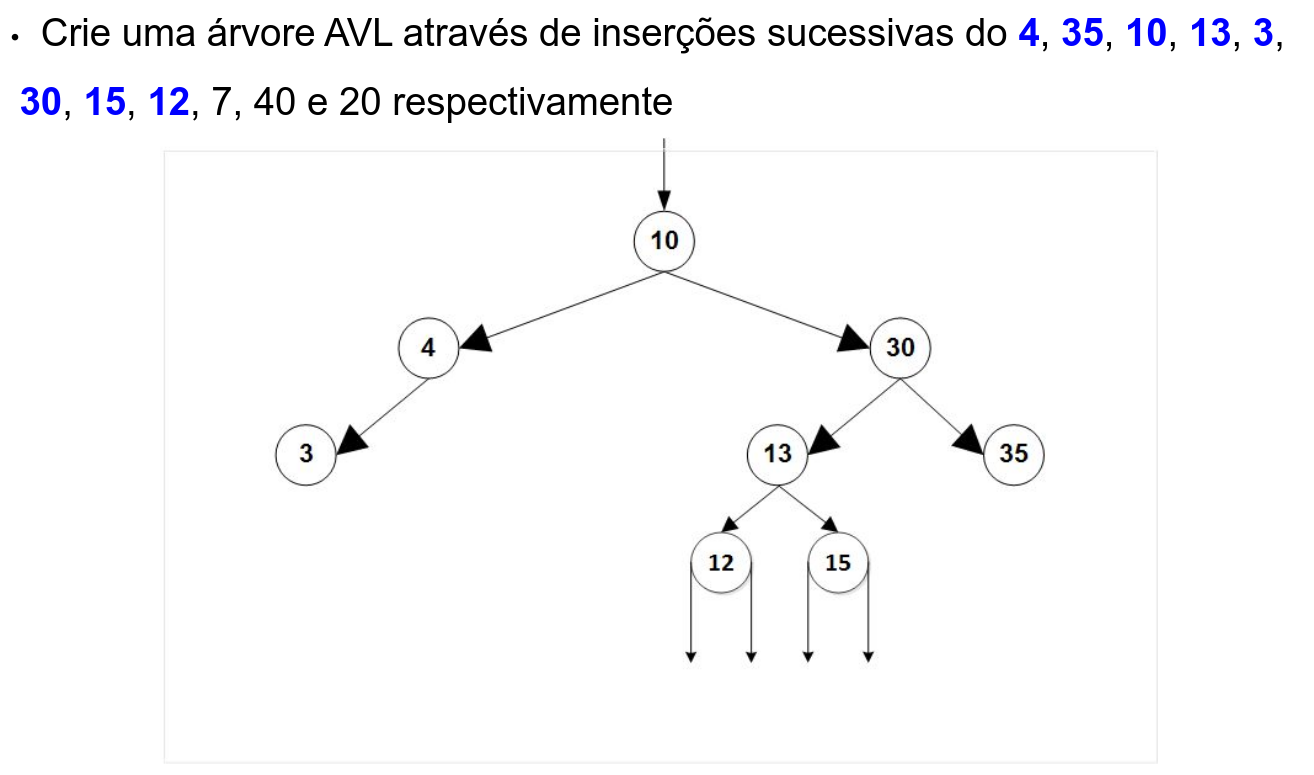 • Crie uma árvore AVL através de inserções sucessivas do 4, 35, 10, 13, 3,
30, 15, 12, 7, 40 e 20 respectivamente
10
4 30
3 13 35
12 15